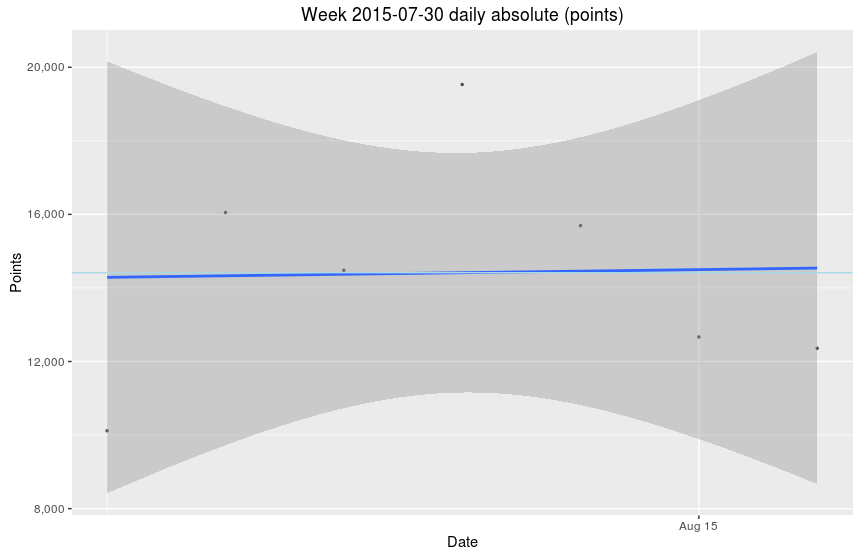 Week 2015-07-30 daily absolute (points)
20,000
16,000
12,000
8,000
Points
Aug 15
Date